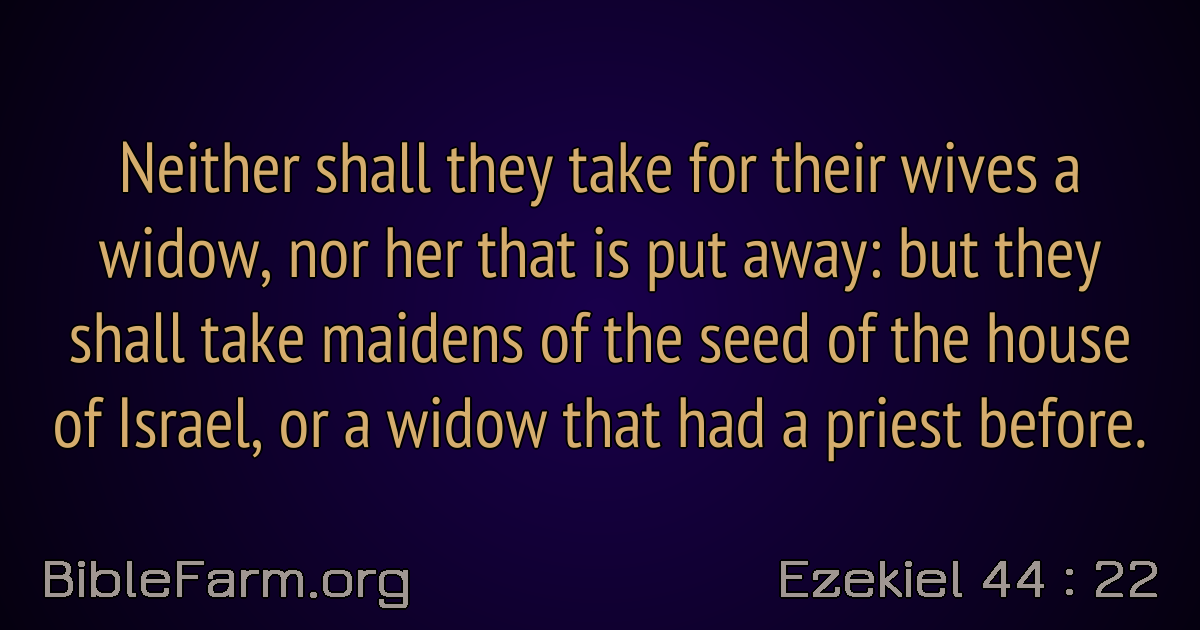 Neither shall they take for their wives a
widow, nor her that is put away: but they
shall take maidens of the seed of the house
of Israel, or a widow that had a priest before.
BibleFarm.org
Ezekiel 44 : 22